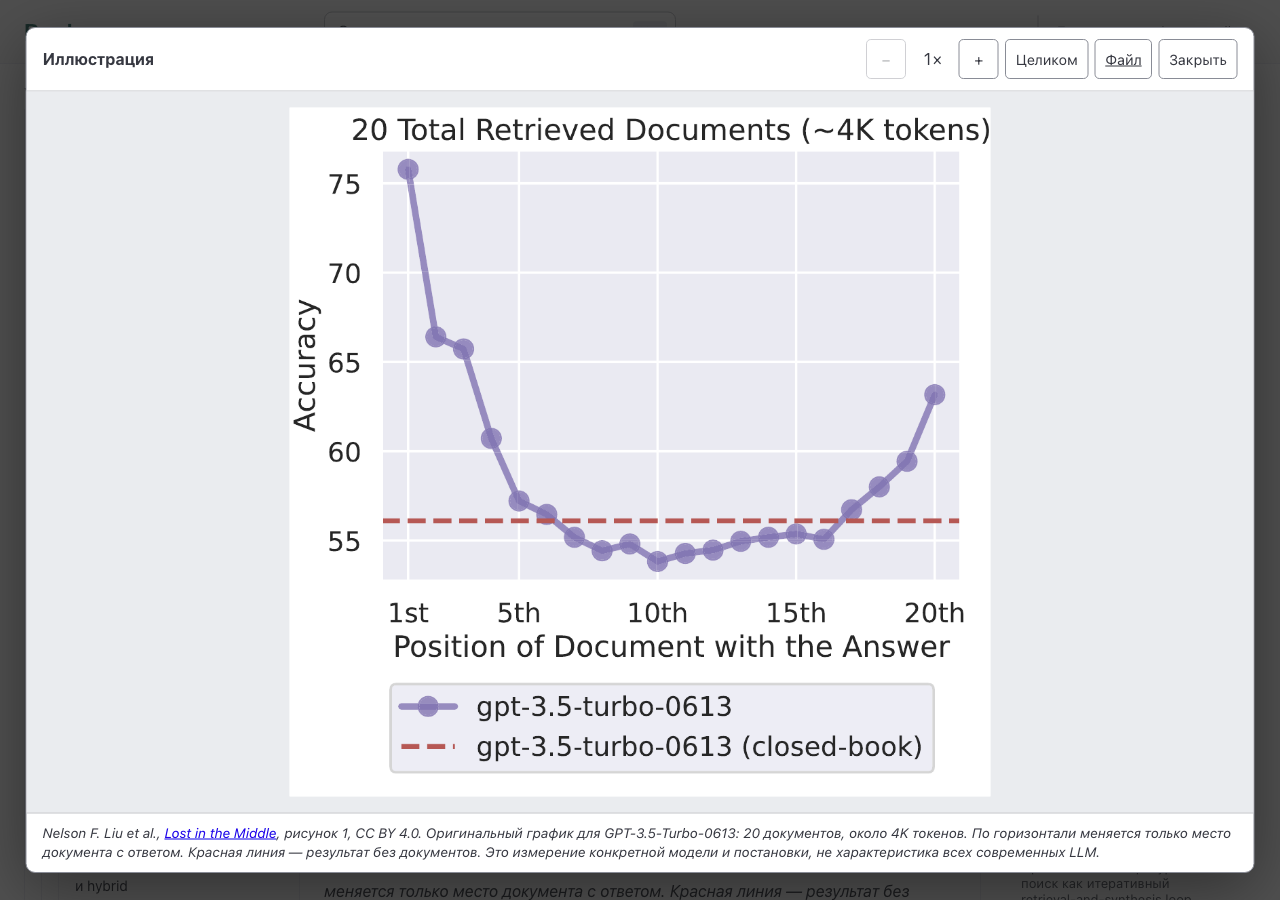 Иллюстрация
−
1×
+
Целиком
Файл
Закрыть
20 Total Retrieved Documents (~4K tokens)
75
70
65
60
55
Accuracy
1st
5th
10th
15th
20th
Position of Document with the Answer
gpt-3.5-turbo-0613
gpt-3.5-turbo-0613 (closed-book)
Nelson F. Liu et al., Lost in the Middle, рисунок 1, CC BY 4.0. Оригинальный график для GPT-3.5-Turbo-0613: 20 документов, около 4K токенов. По горизонтали меняется только место
документа с ответом. Красная линия — результат без документов. Это измерение конкретной модели и постановки, не характеристика всех современных LLM.
и hybrid
меняется только место документа с ответом. Красная линия — результат без
поиск как итеративный
retrieval-and-synthesis loop